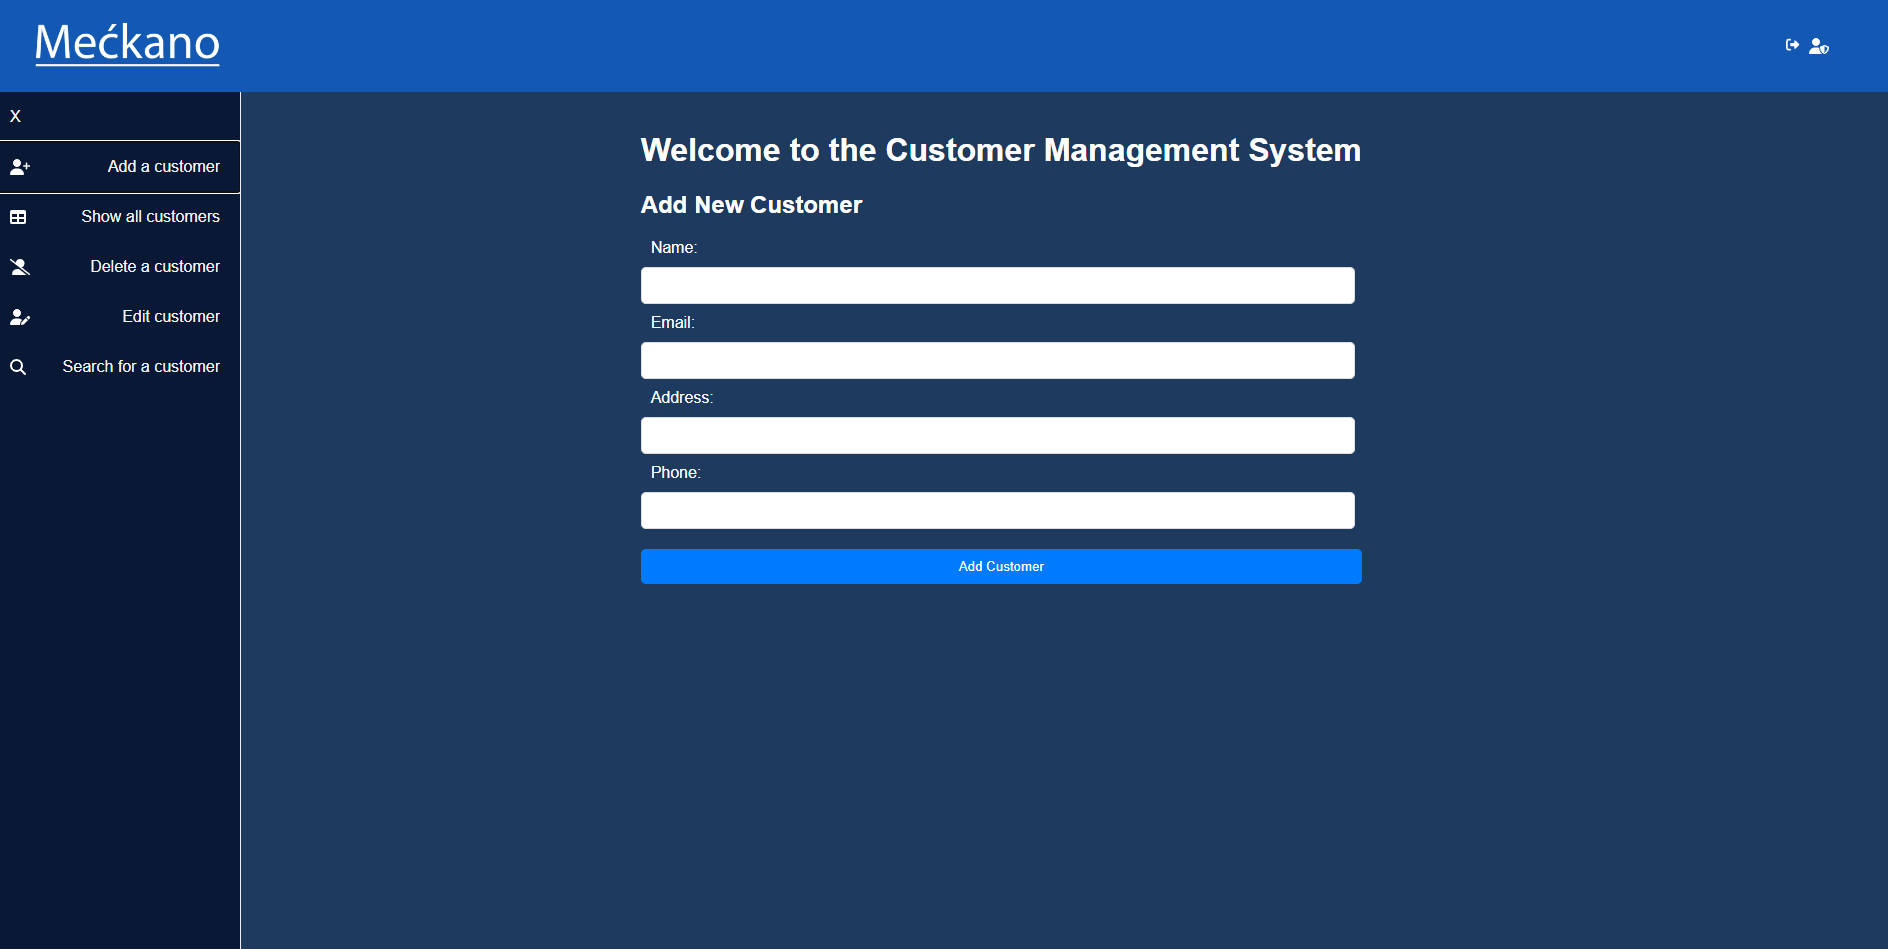 Mećkano
X
Add a customer
Show all customers
Delete a customer
Edit customer
Search for a customer
Welcome to the Customer Management System
Add New Customer
Name:
Email:
Address:
Phone:
Add Customer